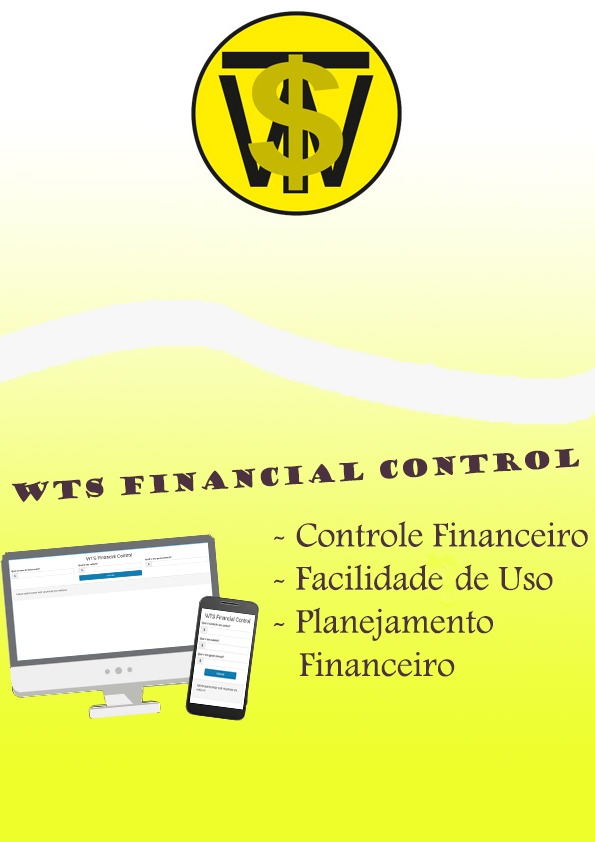 WTS FINANCIAL CONTROL
- Controle Financeiro
- Facilidade de Uso
- Planejamento
Financeiro
WTS Financial Control
WTS Financial Control